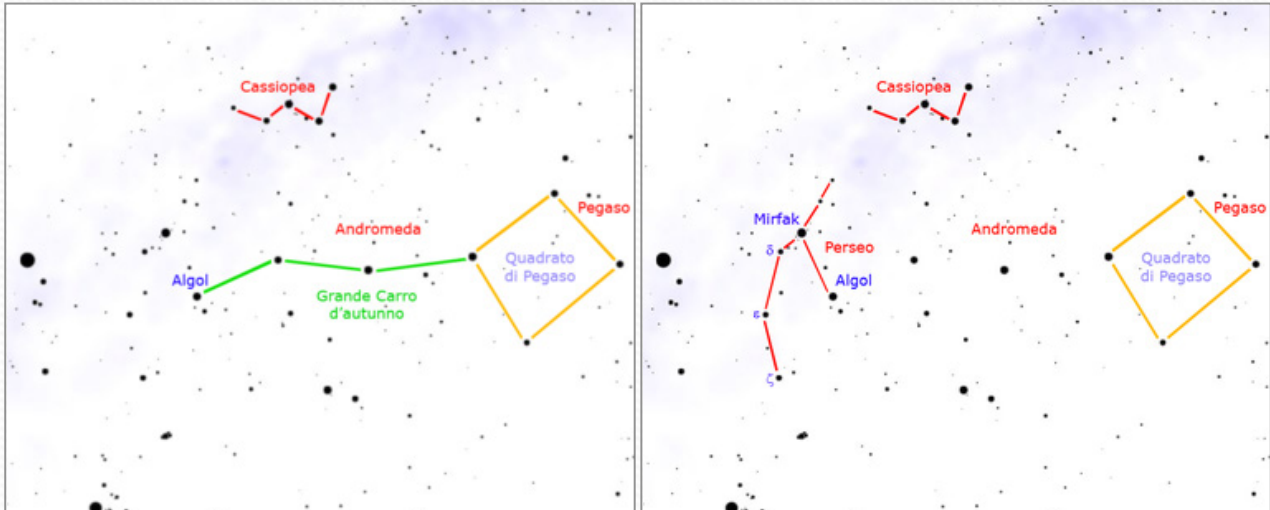 Cassiopea
Pegaso
Andromeda
Quadrato
di Pegaso
Algol
Grande Carro
d'autunno
Cassiopea
Pegaso
Mirfak
Andromeda
δ
Perseo
Quadrato
di Pegaso
Algol
ε
ζ